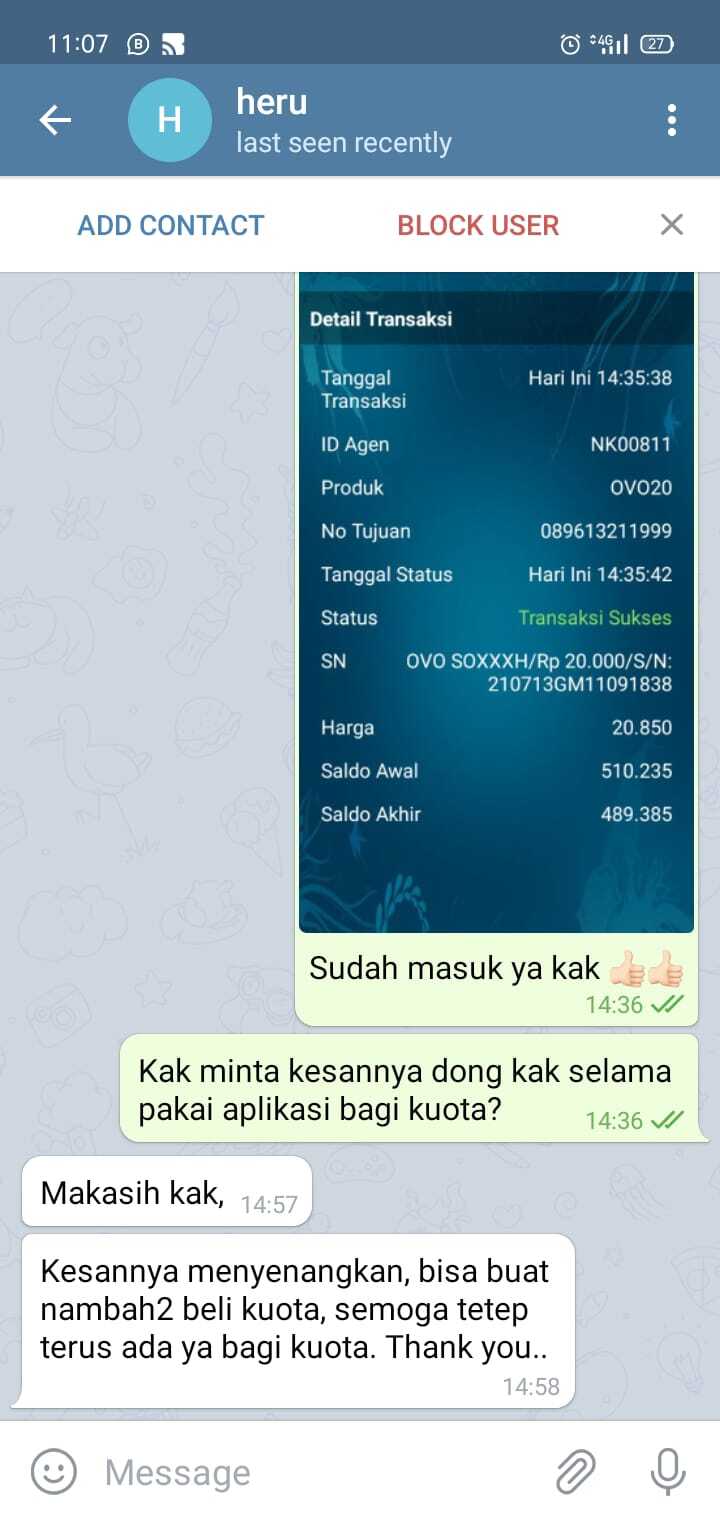 11:07 B 4G 27
H heru
last seen recently
ADD CONTACT BLOCK USER
Detail Transaksi
Tanggal Hari Ini 14:35:38
Transaksi
ID Agen NK00811
Produk OVO20
No Tujuan 089613211999
Tanggal Status Hari Ini 14:35:42
Status Transaksi Sukses
SN OVO SOXXXH/Rp 20.000/S/N:
210713GM11091838
Harga 20.850
Saldo Awal 510.235
Saldo Akhir 489.385
Sudah masuk ya kak 👍🏻👍🏻
14:36
Kak minta kesannya dong kak selama
pakai aplikasi bagi kuota? 14:36
Makasih kak, 14:57
Kesannya menyenangkan, bisa buat
nambah2 beli kuota, semoga tetep
terus ada ya bagi kuota. Thank you..
14:58
Message